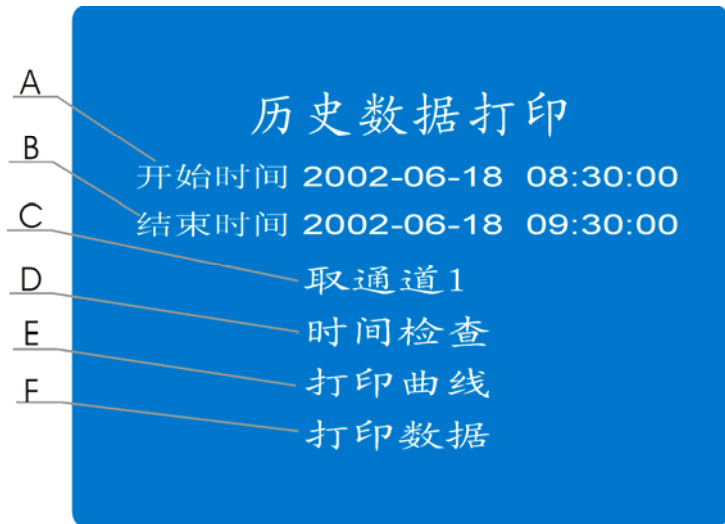 历史数据打印
A
开始时间 2002-06-18 08:30:00
B
结束时间 2002-06-18 09:30:00
C
取通道1
D
时间检查
E
打印曲线
F
打印数据